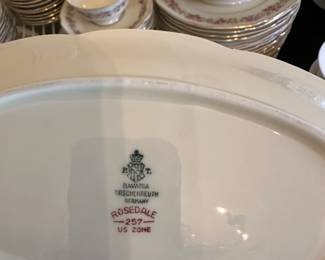 P. T.
BAVARIA
TIRSCHENREUTH
GERMANY
ROSEDALE
257
US ZONE